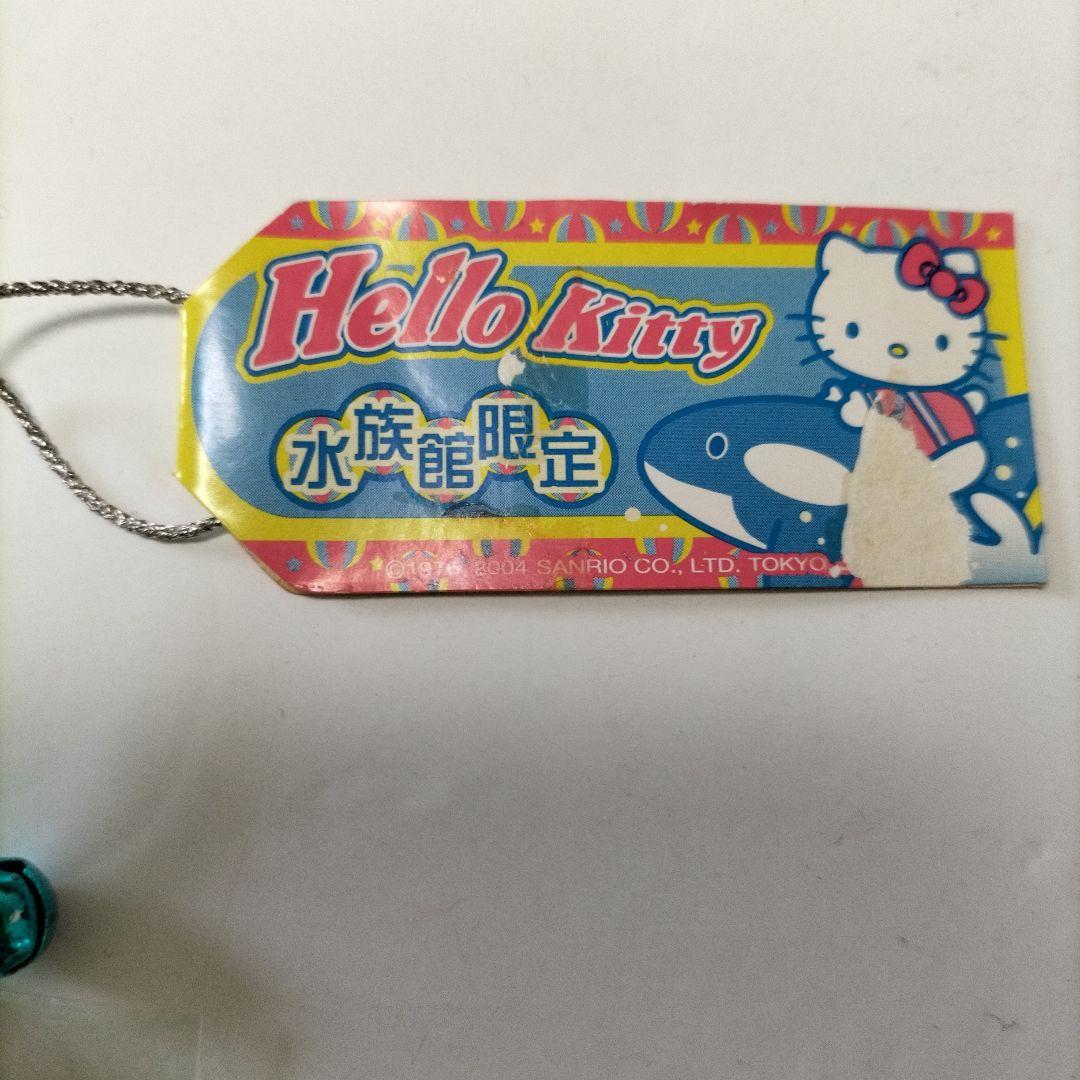 Hello Kitty
水族館限定
©1976, 2004 SANRIO CO., LTD. TOKYO